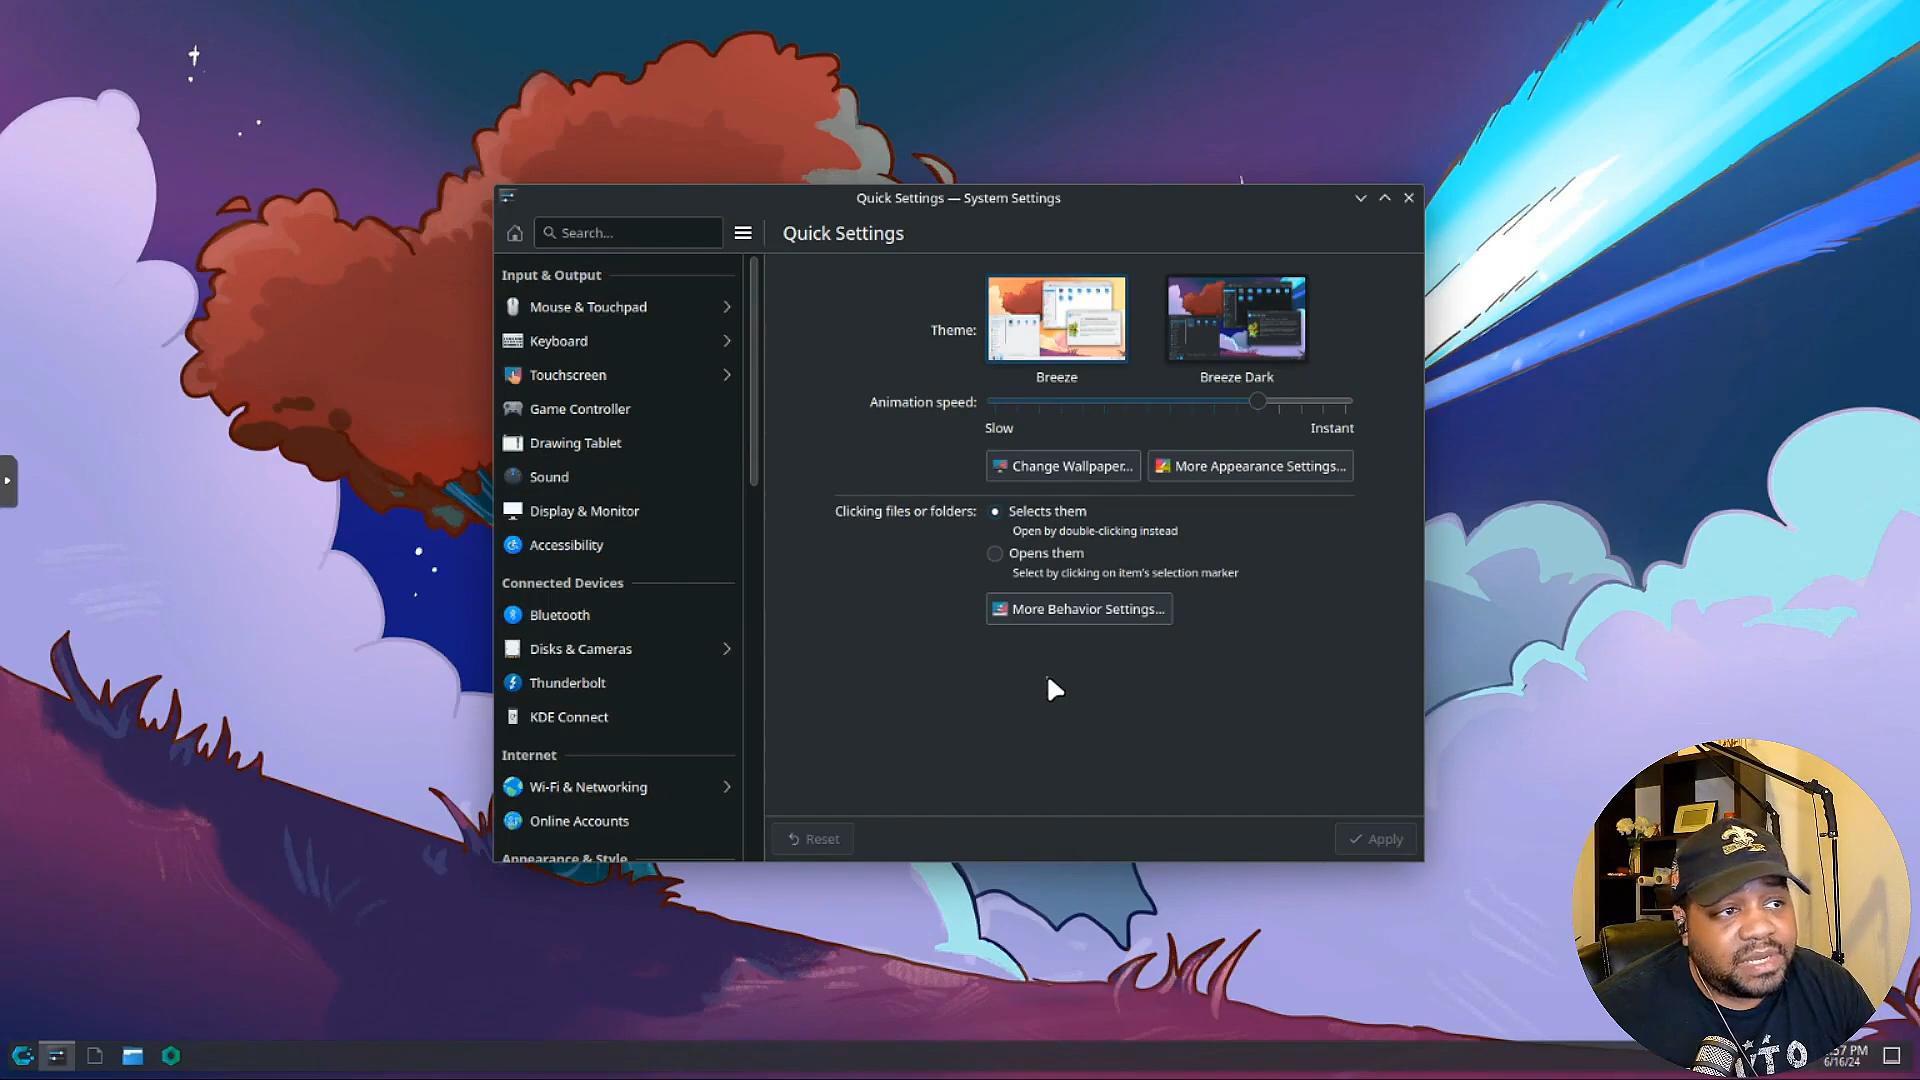 Quick Settings — System Settings
Search...
Quick Settings
Input & Output
Mouse & Touchpad
Keyboard
Touchscreen
Game Controller
Drawing Tablet
Sound
Display & Monitor
Accessibility
Connected Devices
Bluetooth
Disks & Cameras
Thunderbolt
KDE Connect
Internet
Wi-Fi & Networking
Online Accounts
Appearance & Style
Theme:
Breeze
Breeze Dark
Animation speed:
Slow
Instant
Change Wallpaper...
More Appearance Settings...
Clicking files or folders:
Selects them
Open by double-clicking instead
Opens them
Select by clicking on item's selection marker
More Behavior Settings...
Reset
Apply
:57 PM
6/16/24